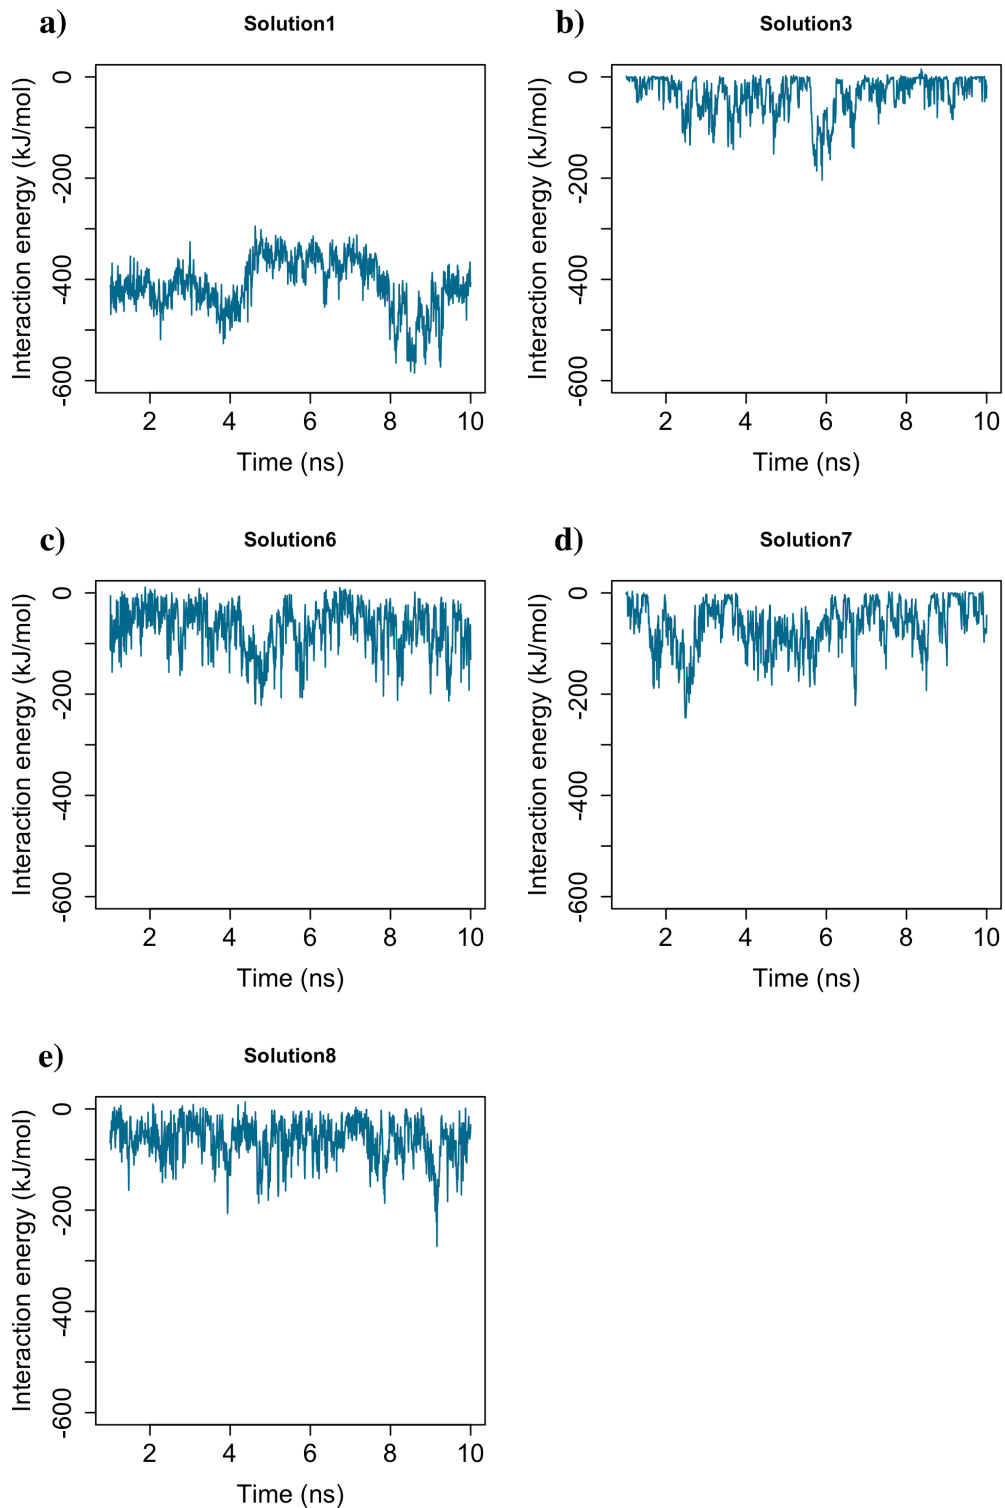 a) Solution1
Interaction energy (kJ/mol)
0
-200
-400
-600
2 4 6 8 10
Time (ns)
b) Solution3
Interaction energy (kJ/mol)
0
-200
-400
-600
2 4 6 8 10
Time (ns)
c) Solution6
Interaction energy (kJ/mol)
0
-200
-400
-600
2 4 6 8 10
Time (ns)
d) Solution7
Interaction energy (kJ/mol)
0
-200
-400
-600
2 4 6 8 10
Time (ns)
e) Solution8
Interaction energy (kJ/mol)
0
-200
-400
-600
2 4 6 8 10
Time (ns)